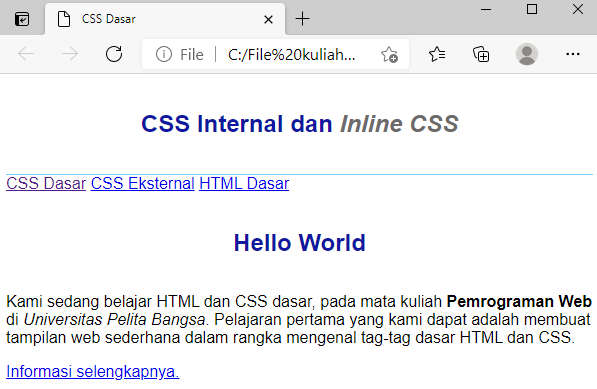 CSS Dasar
File
C:/File%20kuliah...
CSS Internal dan Inline CSS
CSS Dasar CSS Eksternal HTML Dasar
Hello World
Kami sedang belajar HTML dan CSS dasar, pada mata kuliah Pemrograman Web
di Universitas Pelita Bangsa. Pelajaran pertama yang kami dapat adalah membuat
tampilan web sederhana dalam rangka mengenal tag-tag dasar HTML dan CSS.
Informasi selengkapnya.